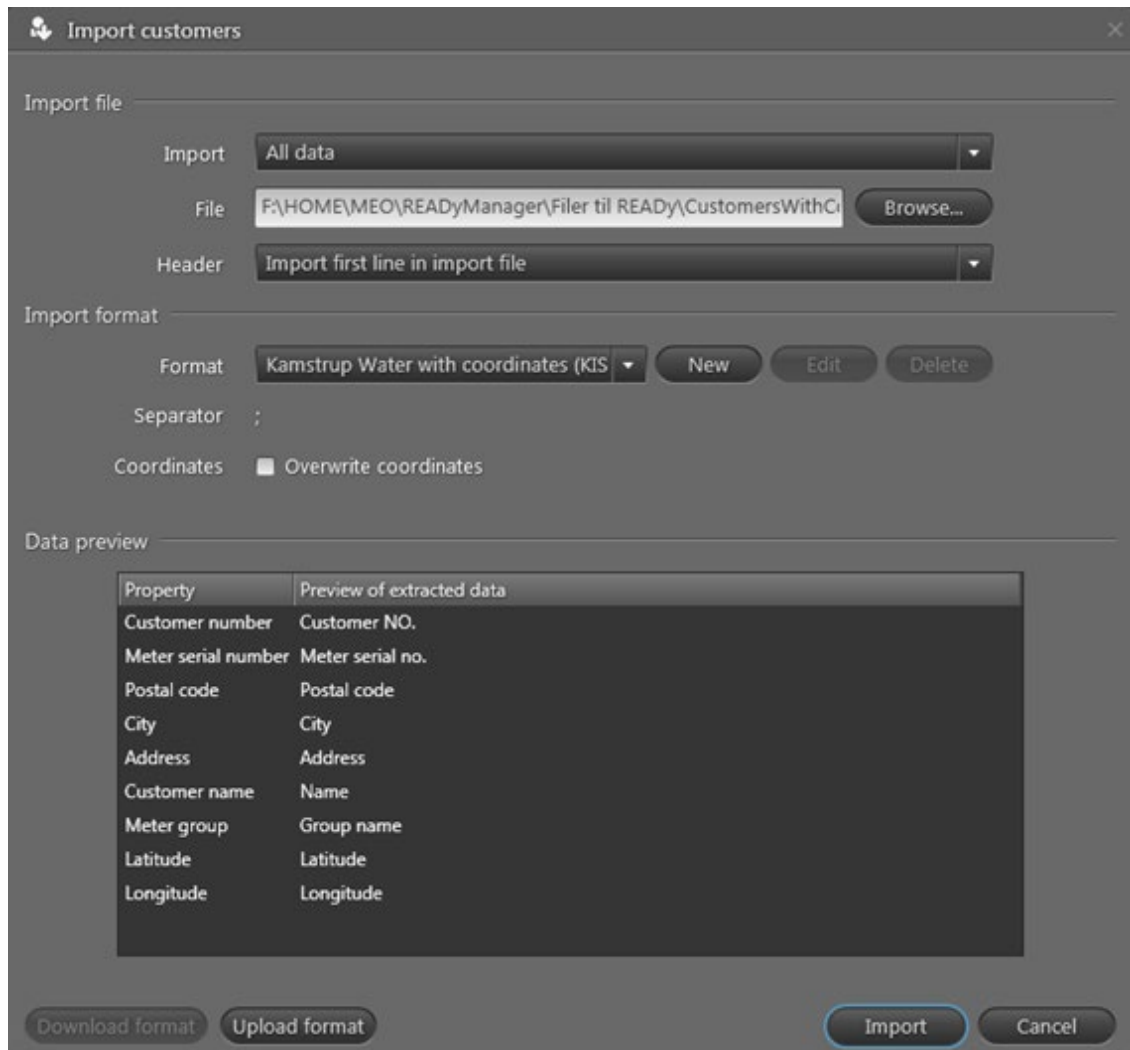 Import customers
Import file
Import All data
File F:\HOME\MEO\READyManager\Filer til READy\CustomersWithC Browse...
Header Import first line in import file
Import format
Format Kamstrup Water with coordinates (KIS New Edit Delete
Separator ;
Coordinates Overwrite coordinates
Data preview
Property Preview of extracted data
Customer number Customer NO.
Meter serial number Meter serial no.
Postal code Postal code
City City
Address Address
Customer name Name
Meter group Group name
Latitude Latitude
Longitude Longitude
Download format Upload format Import Cancel